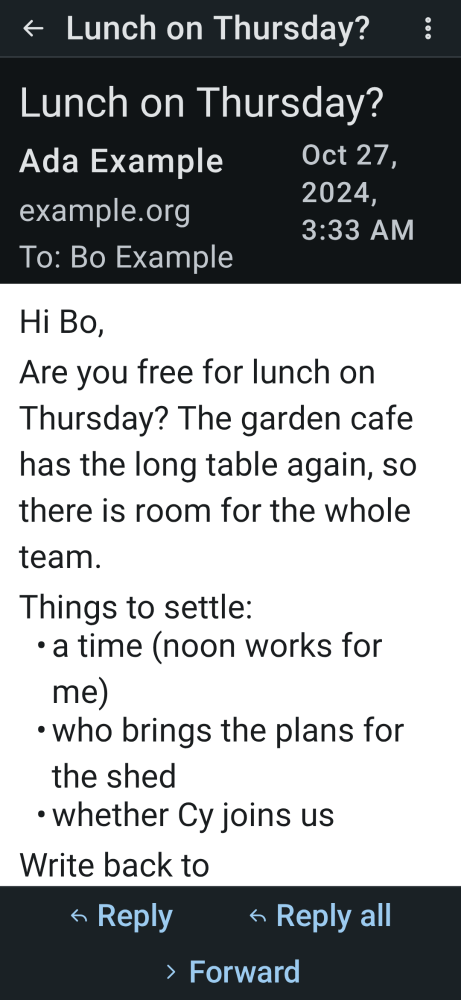 Lunch on Thursday?
Lunch on Thursday?
Ada Example
Oct 27,
2024,
3:33 AM
example.org
To: Bo Example
Hi Bo,
Are you free for lunch on
Thursday? The garden cafe
has the long table again, so
there is room for the whole
team.
Things to settle:
• a time (noon works for
me)
• who brings the plans for
the shed
• whether Cy joins us
Write back to
Reply
Reply all
Forward